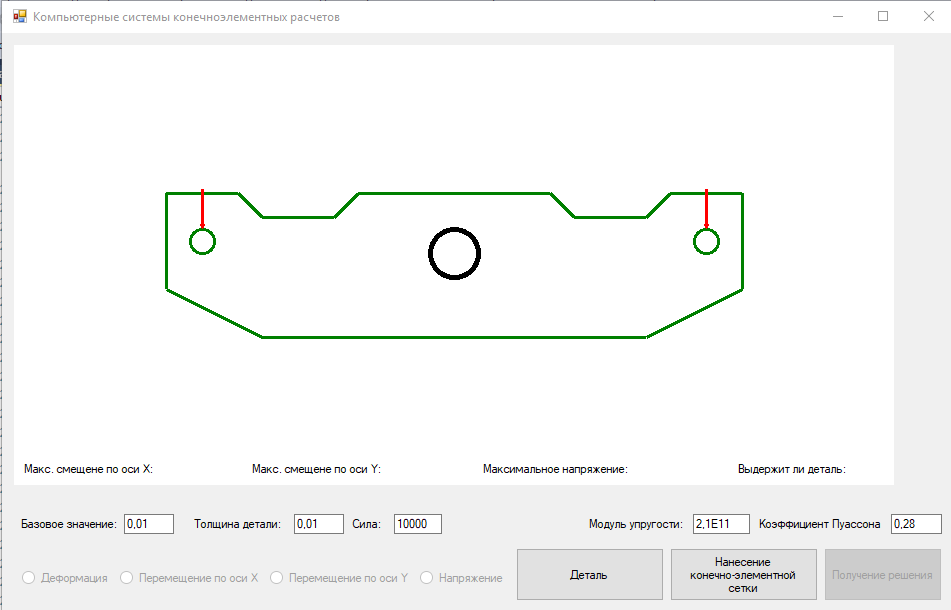 Компьютерные системы конечноэлементных расчетов
Макс. смещене по оси X: Макс. смещене по оси Y: Максимальное напряжение: Выдержит ли деталь:
Базовое значение: 0,01 Толщина детали: 0,01 Сила: 10000 Модуль упругости: 2,1E11 Коэффициент Пуассона 0,28
Деформация Перемещение по оси X Перемещение по оси Y Напряжение
Деталь
Нанесение
конечно-элементной
сетки
Получение решения